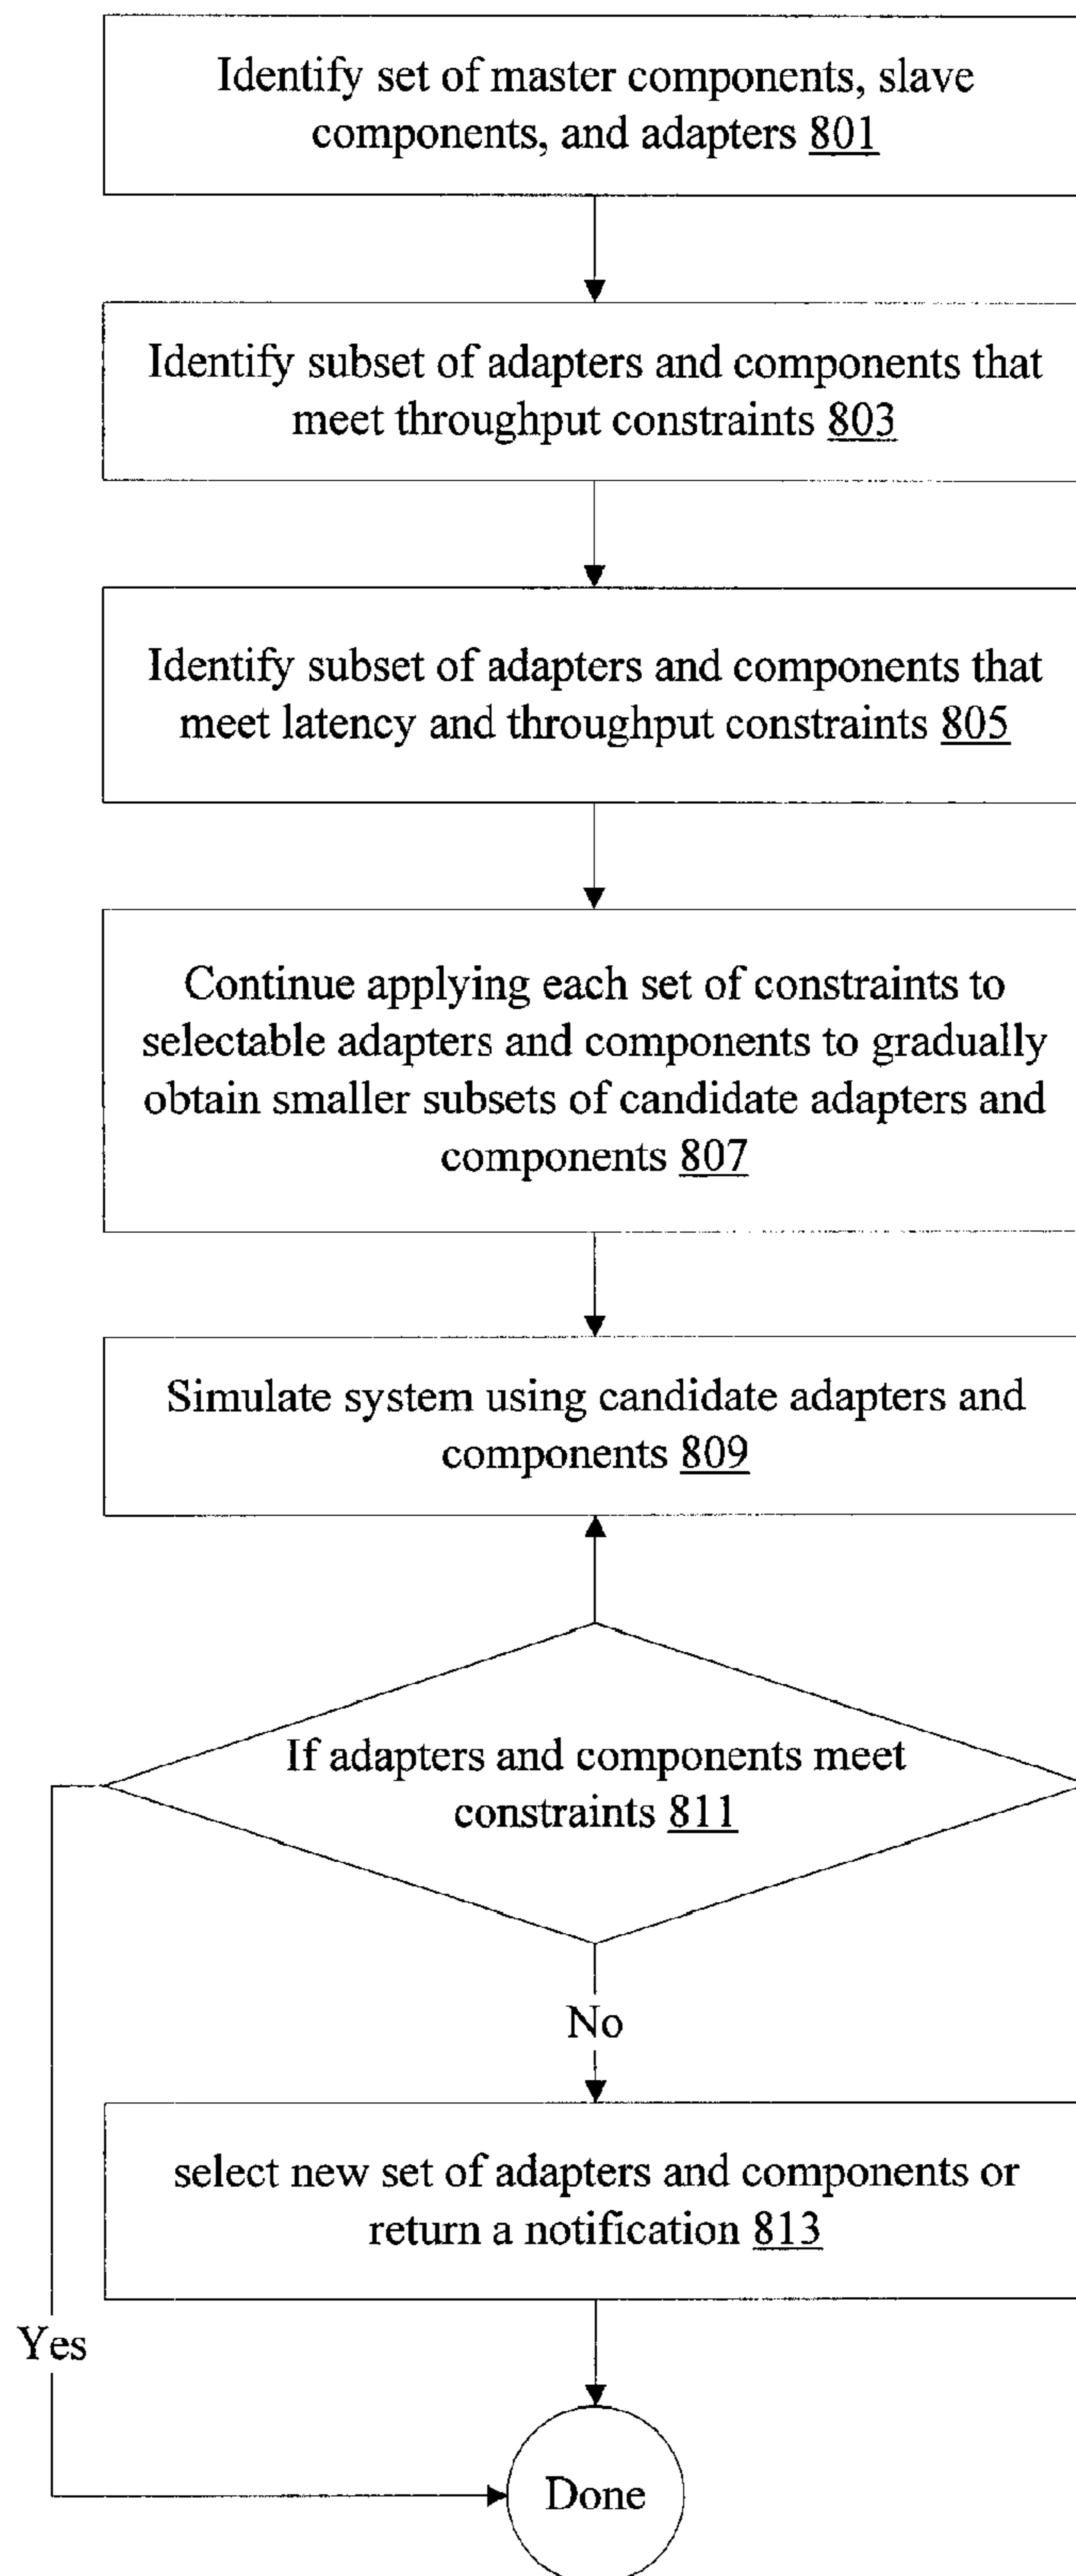 Identify set of master components, slave
components, and adapters 801
Identify subset of adapters and components that
meet throughput constraints 803
Identify subset of adapters and components that
meet latency and throughput constraints 805
Continue applying each set of constraints to
selectable adapters and components to gradually
obtain smaller subsets of candidate adapters and
components 807
Simulate system using candidate adapters and
components 809
If adapters and components meet
constraints 811
No
select new set of adapters and components or
return a notification 813
Yes
Done